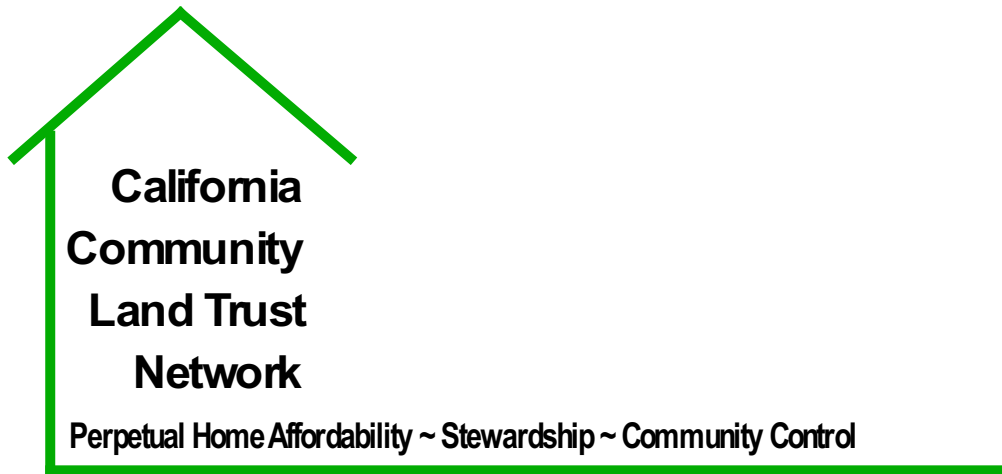 California
Community
Land Trust
Network
Perpetual Home Affordability ~ Stewardship ~ Community Control